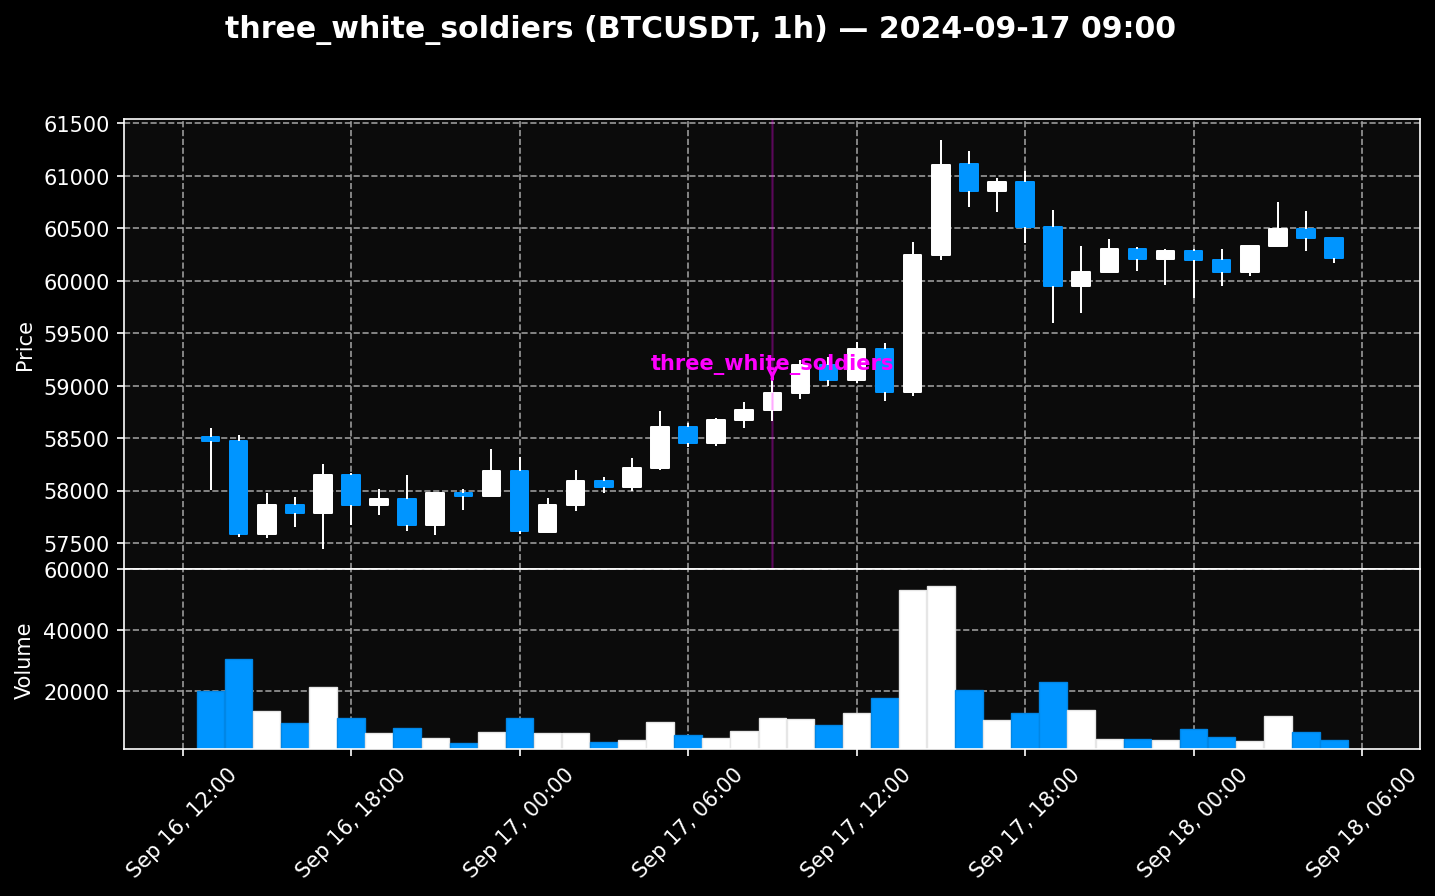 three_white_soldiers (BTCUSDT, 1h) — 2024-09-17 09:00
61500
61000
60500
60000
59500
59000
58500
58000
57500
Price
three_white_soldiers
60000
40000
20000
Volume
Sep 16, 12:00
Sep 16, 18:00
Sep 17, 00:00
Sep 17, 06:00
Sep 17, 12:00
Sep 17, 18:00
Sep 18, 00:00
Sep 18, 06:00